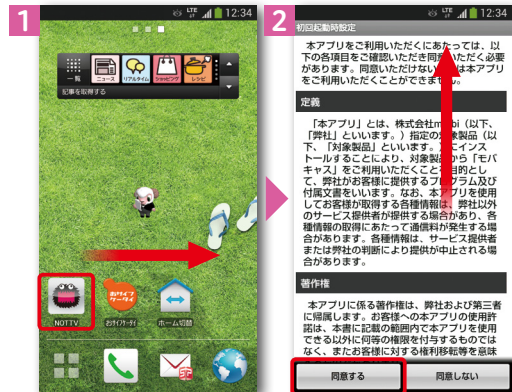 1
LTE
12:34
一覧
ニュース
リアルタイム
ショッピング
レシピ
記事を取得する
NOTTV
おサイフケータイ
おサイフケータイ
ホーム切替
2
LTE
12:34
初回起動時設定
本アプリをご利用いただくにあたっては、以
下の各項目をご確認いただき同意いただく必要
があります。同意いただけない
は本アプリ
をご利用いただくことができません。
定義
「本アプリ」とは、株式会社mmbi（以下、
「弊社」といいます。）指定の対象製品（以
下、「対象製品」といいます。）にインス
トールすることにより、対象製品から「モバ
キャス」をご利用いただくことを目的とし
て、弊社がお客様に提供するプログラム及び
付属文書をいいます。なお、本アプリを使用
してお客様が取得する各種情報は、弊社以外
のサービス提供者が提供する場合があり、各
種情報の取得にあたって通信料が発生する場
合があります。各種情報は、サービス提供者
または弊社の判断により提供が中止される場
合があります。
著作権
本アプリに係る著作権は、弊社および第三者
に帰属します。お客様への本アプリの使用許
諾は、本書に記載の範囲内で本アプリを使用
できる以外に何等の権限を付与するものでは
なく、またお客様に対する権利移転等を意味
同意する
同意しない